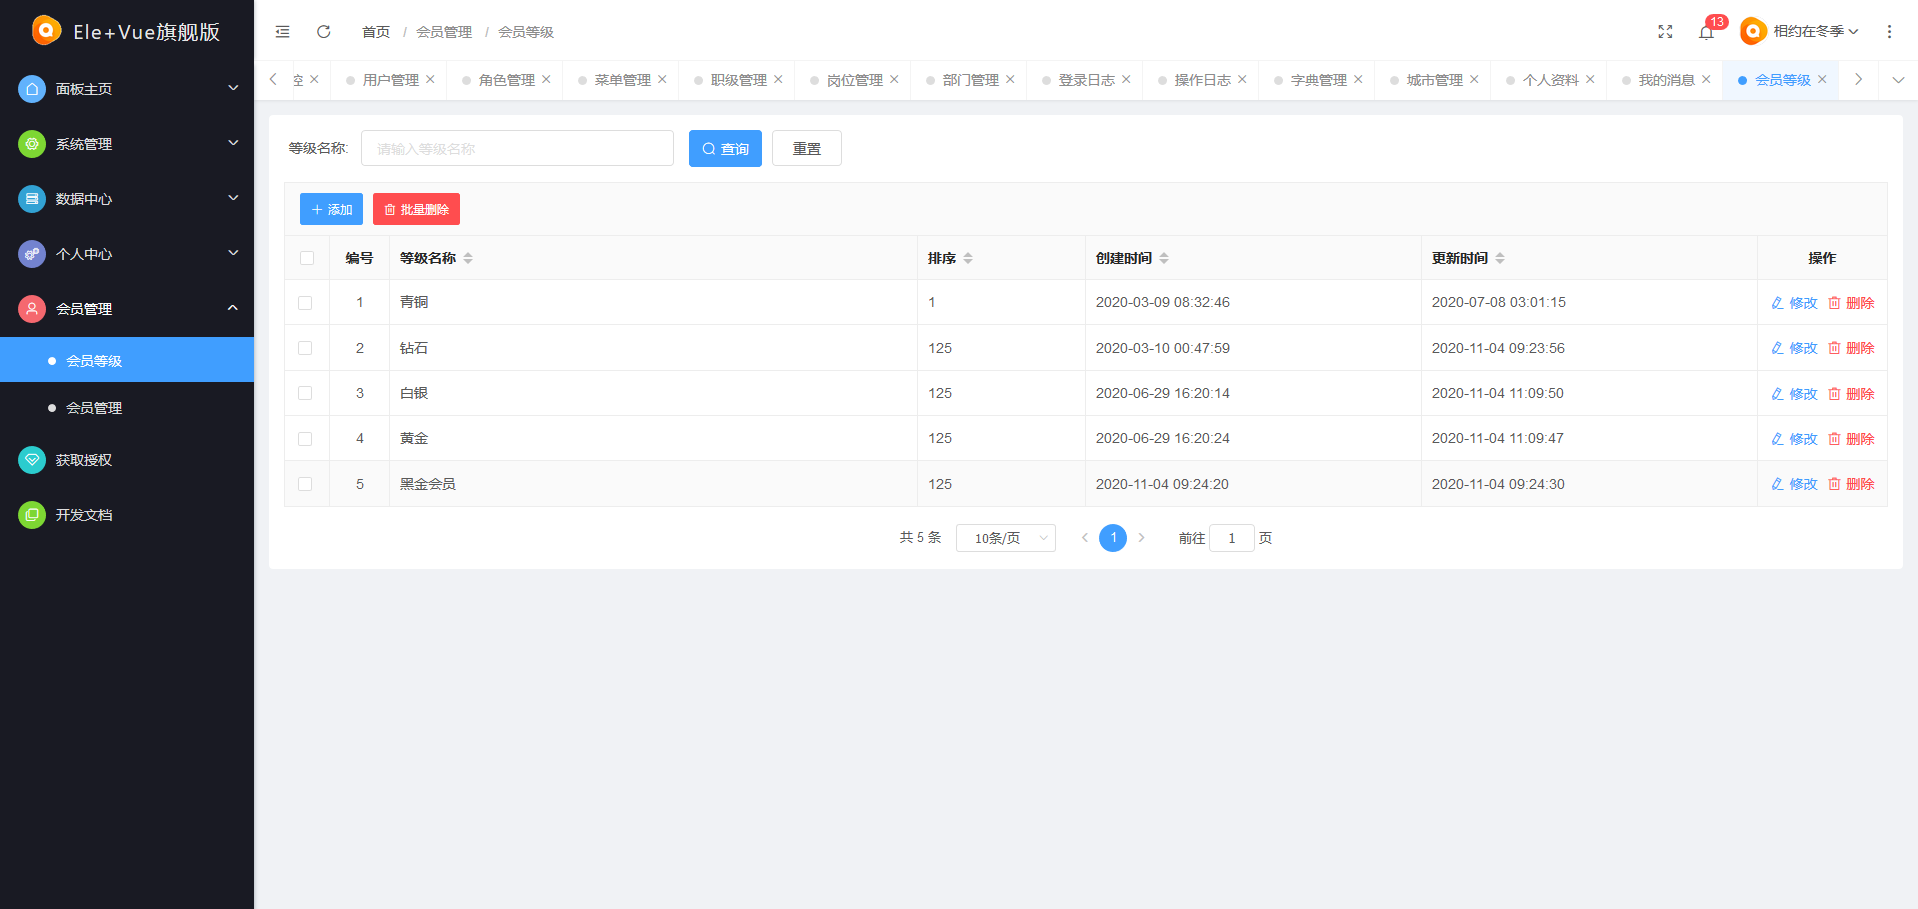 Ele+Vue旗舰版
面板主页
系统管理
数据中心
个人中心
会员管理
会员等级
会员管理
获取授权
开发文档
首页 / 会员管理 / 会员等级
13
相约在冬季
用户管理 角色管理 菜单管理 职级管理 岗位管理 部门管理 登录日志 操作日志 字典管理 城市管理 个人资料 我的消息 会员等级
等级名称: 请输入等级名称 查询 重置
添加 批量删除
编号 等级名称 排序 创建时间 更新时间 操作
1 青铜 1 2020-03-09 08:32:46 2020-07-08 03:01:15 修改 删除
2 钻石 125 2020-03-10 00:47:59 2020-11-04 09:23:56 修改 删除
3 白银 125 2020-06-29 16:20:14 2020-11-04 11:09:50 修改 删除
4 黄金 125 2020-06-29 16:20:24 2020-11-04 11:09:47 修改 删除
5 黑金会员 125 2020-11-04 09:24:20 2020-11-04 09:24:30 修改 删除
共 5 条 10条/页 1 前往 1 页